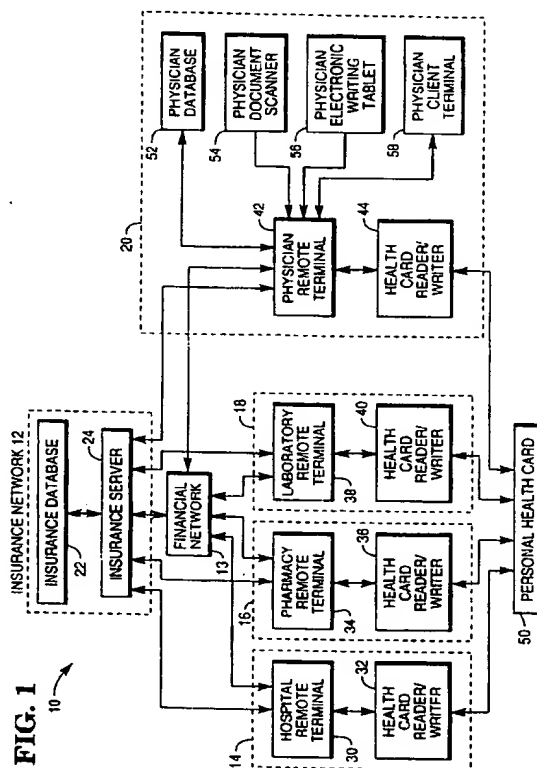 FIG. 1
10
INSURANCE NETWORK 12
INSURANCE DATABASE
22
INSURANCE SERVER
24
FINANCIAL
NETWORK
13
14
HOSPITAL
REMOTE
TERMINAL
30
HEALTH
CARD
READER/
WRITER
32
16
PHARMACY
REMOTE
TERMINAL
34
HEALTH
CARD
READER/
WRITER
36
18
LABORATORY
REMOTE
TERMINAL
38
HEALTH
CARD
READER/
WRITER
40
20
PHYSICIAN
REMOTE
TERMINAL
42
HEALTH
CARD
READER/
WRITER
44
PHYSICIAN
DATABASE
52
PHYSICIAN
DOCUMENT
SCANNER
54
PHYSICIAN
ELECTRONIC
WRITING
TABLET
56
PHYSICIAN
CLIENT
TERMINAL
58
PERSONAL HEALTH CARD
50